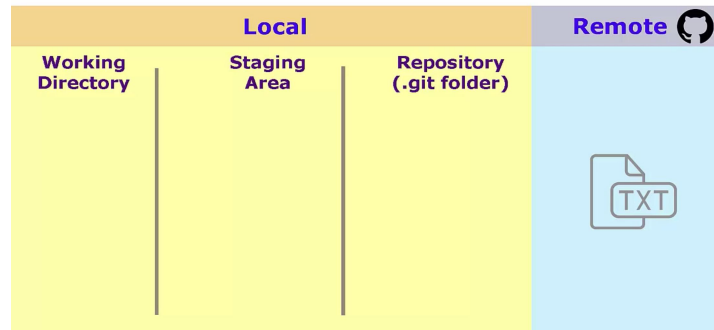 Local
Remote
Working
Directory
Staging
Area
Repository
(.git folder)
TXT